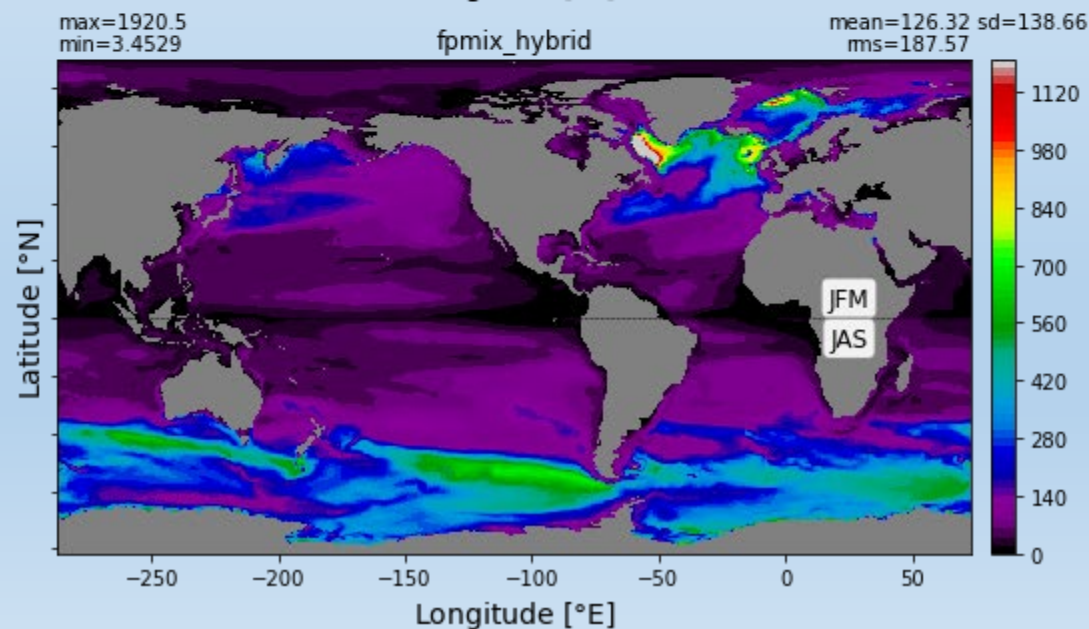 max=1920.5
min=3.4529
fpmix_hybrid
mean=126.32 sd=138.66
rms=187.57
Latitude [°N]
JFM
JAS
1120
980
840
700
560
420
280
140
0
−250 −200 −150 −100 −50 0 50
Longitude [°E]